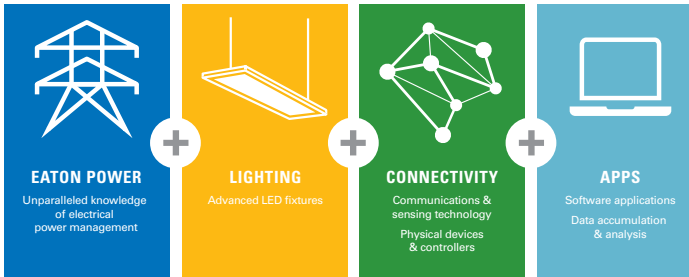 EATON POWER
Unparalleled knowledge
of electrical
power management
LIGHTING
Advanced LED fixtures
CONNECTIVITY
Communications &
sensing technology
Physical devices
& controllers
APPS
Software applications
Data accumulation
& analysis